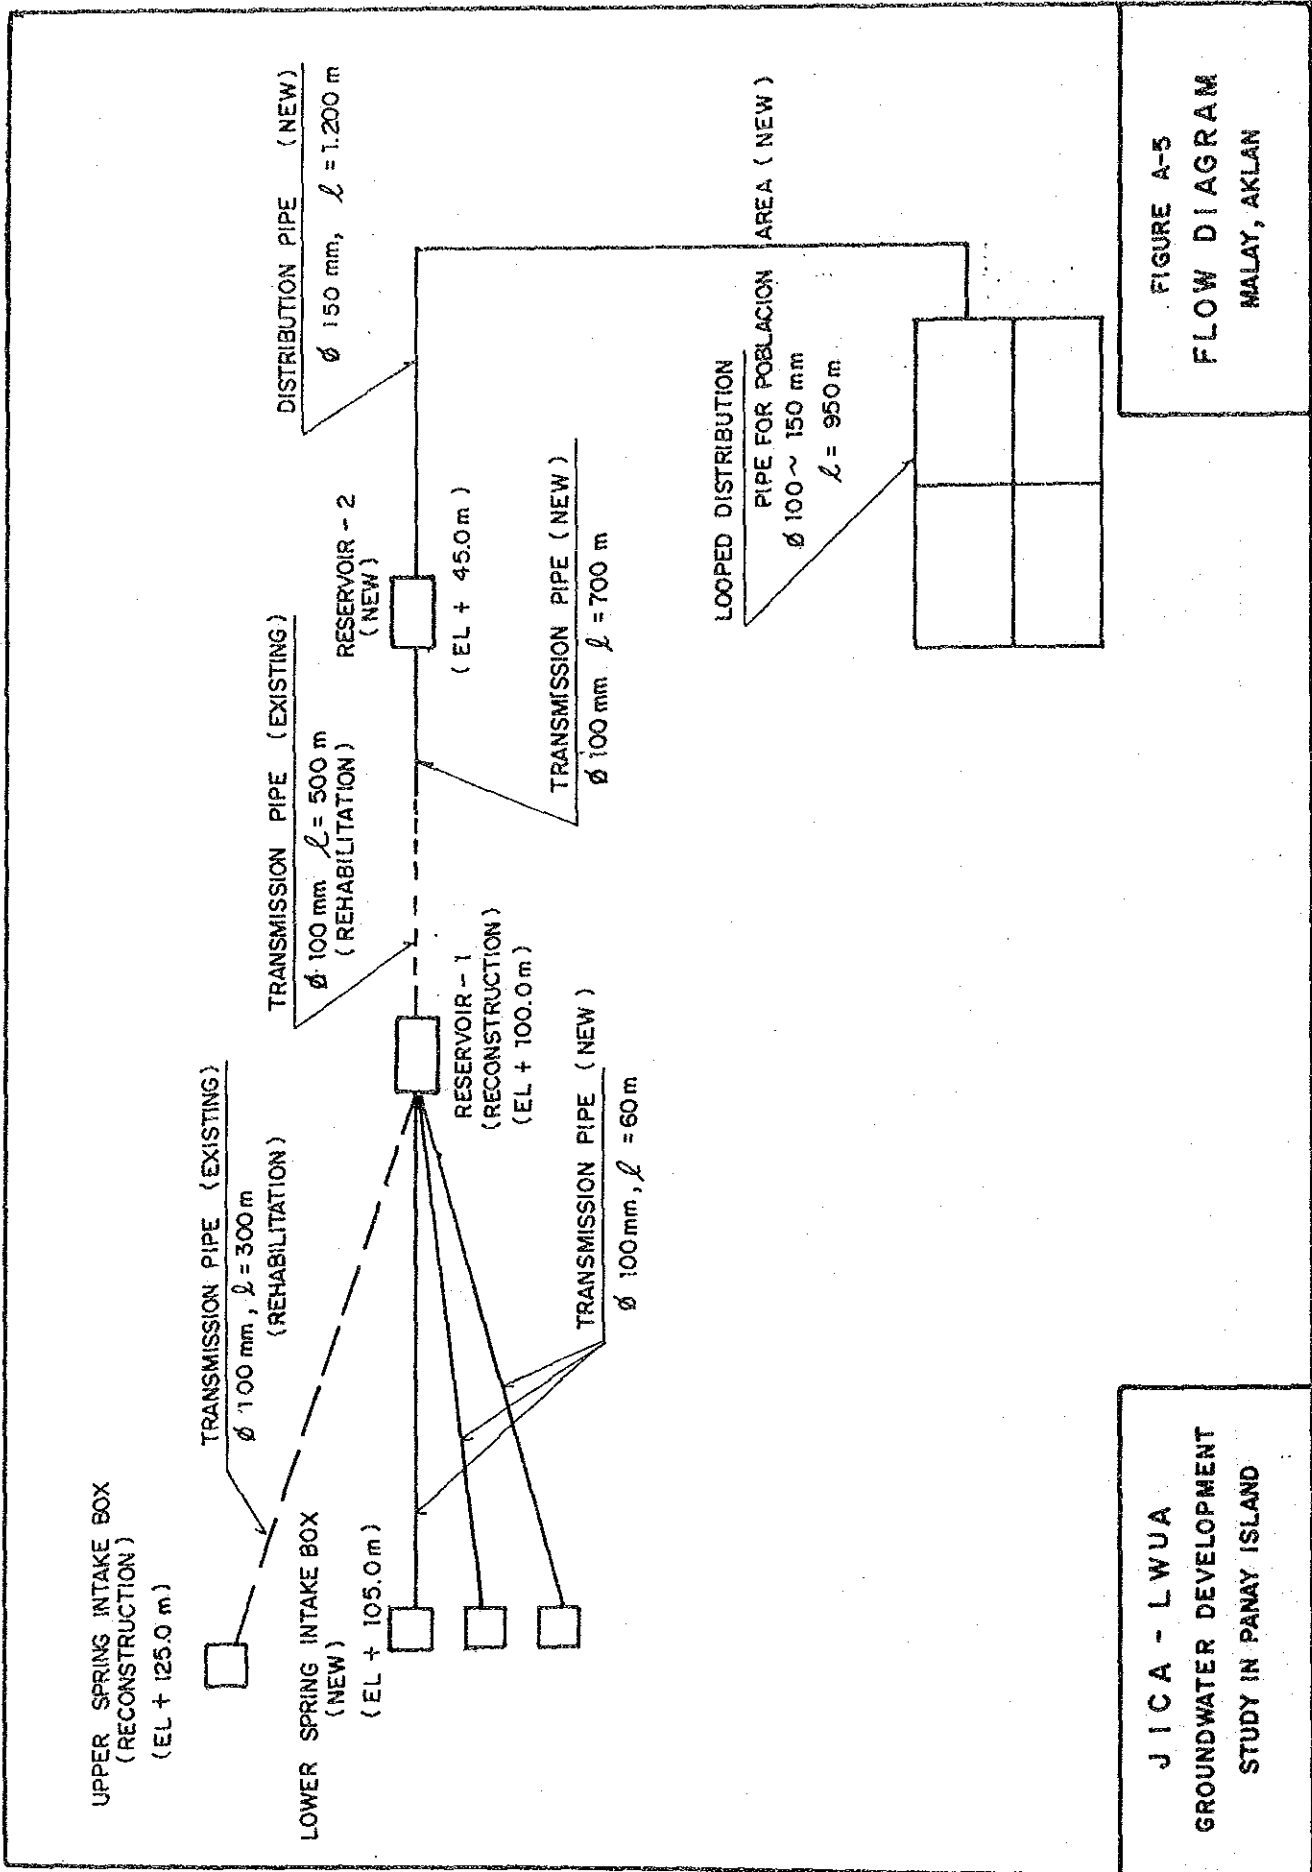 UPPER SPRING INTAKE BOX
(RECONSTRUCTION)
(EL + 125.0 m)
TRANSMISSION PIPE (EXISTING)
Ø 100 mm, ℓ = 300 m
(REHABILITATION)
LOWER SPRING INTAKE BOX
(NEW)
(EL + 105.0 m)
TRANSMISSION PIPE (NEW)
Ø 100 mm, ℓ = 60 m
RESERVOIR - 1
(RECONSTRUCTION)
(EL + 100.0 m)
TRANSMISSION PIPE (EXISTING)
Ø 100 mm ℓ = 500 m
(REHABILITATION)
RESERVOIR - 2
(NEW)
(EL + 45.0 m)
TRANSMISSION PIPE (NEW)
Ø 100 mm ℓ = 700 m
DISTRIBUTION PIPE (NEW)
Ø 150 mm, ℓ = 1.200 m
LOOPED DISTRIBUTION
PIPE FOR POBLACION AREA (NEW)
Ø 100 ~ 150 mm
ℓ = 950 m
JICA - LWUA
GROUNDWATER DEVELOPMENT
STUDY IN PANAY ISLAND
FIGURE A-5
FLOW DIAGRAM
MALAY, AKLAN